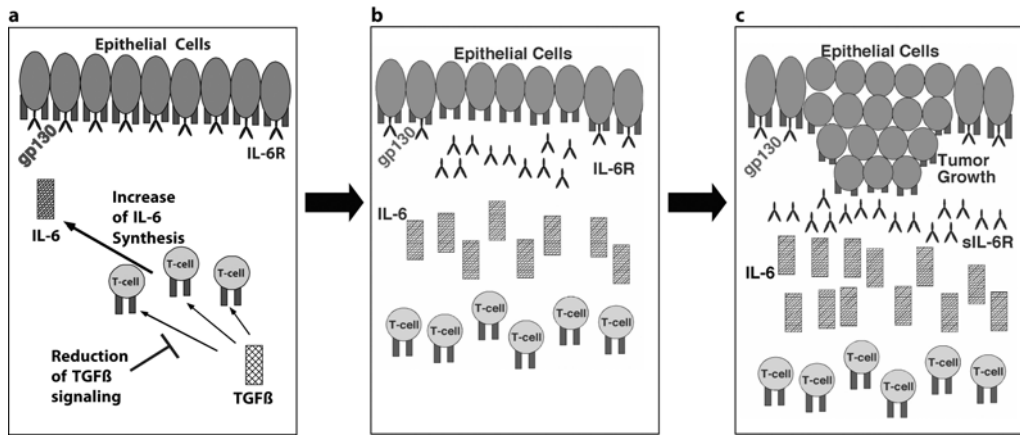 a
Epithelial Cells
gp130
IL-6R
IL-6
Increase
of IL-6
Synthesis
T-cell
T-cell
T-cell
Reduction
of TGFß
signaling
TGFß
b
Epithelial Cells
gp130
IL-6R
IL-6
T-cell
T-cell
T-cell
T-cell
T-cell
T-cell
c
Epithelial Cells
gp130
Tumor
Growth
sIL-6R
IL-6
T-cell
T-cell
T-cell
T-cell
T-cell
T-cell